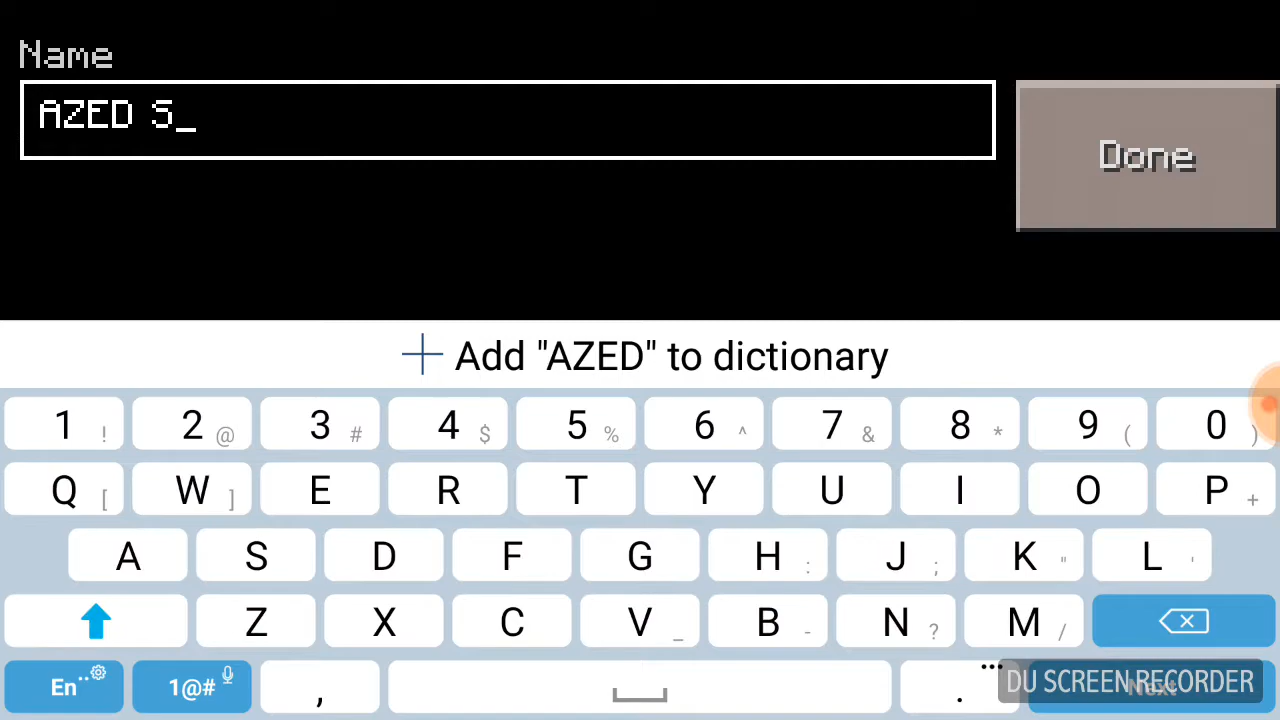 Name
AZED S_
Done
Add "AZED" to dictionary
1 ! 2 @ 3 # 4 $ 5 % 6 ^ 7 & 8 * 9 ( 0 )
Q [ W ] E R T Y U I O P +
A S D F G H : J ; K " L '
Z X C V _ B - N ? M /
En 1@# , . ... Next
DU SCREEN RECORDER